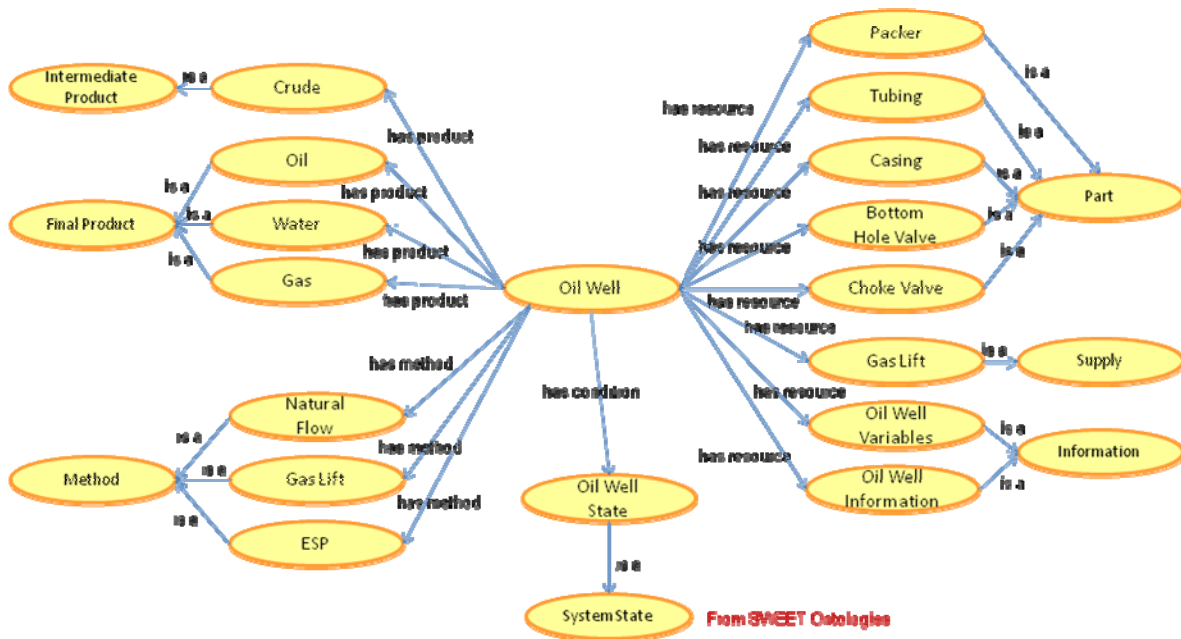 Packer
Intermediate
Product
is a
Crude
is a
has resource
Tubing
has product
has resource
is a
Oil
Casing
is a
is a
has product
has resource
Part
Final Product
is a
Water
Bottom
Hole Valve
is a
has product
has resource
is a
is a
Gas
Oil Well
Choke Valve
has product
has resource
has resource
has method
Gas Lift
is a
Supply
has condition
has resource
Natural
Flow
Oil Well
Variables
is a
is a
has method
has resource
Information
Method
is a
Gas Lift
Oil Well
State
Oil Well
Information
is a
has method
is a
ESP
is a
System State
From SWEET Ontologies